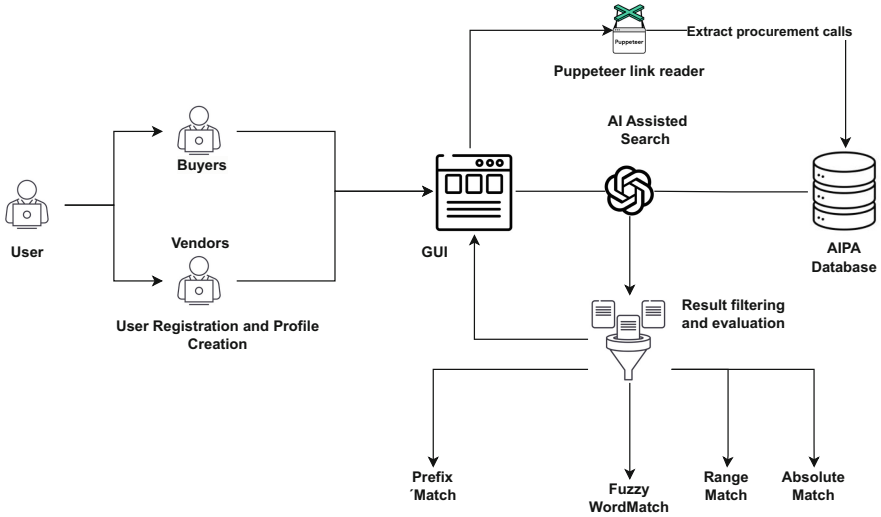 Puppeteer
Extract procurement calls
Puppeteer link reader
AI Assisted
Search
Buyers
User
Vendors
GUI
AIPA
Database
User Registration and Profile
Creation
Result filtering
and evaluation
Prefix
´Match
Fuzzy
WordMatch
Range
Match
Absolute
Match